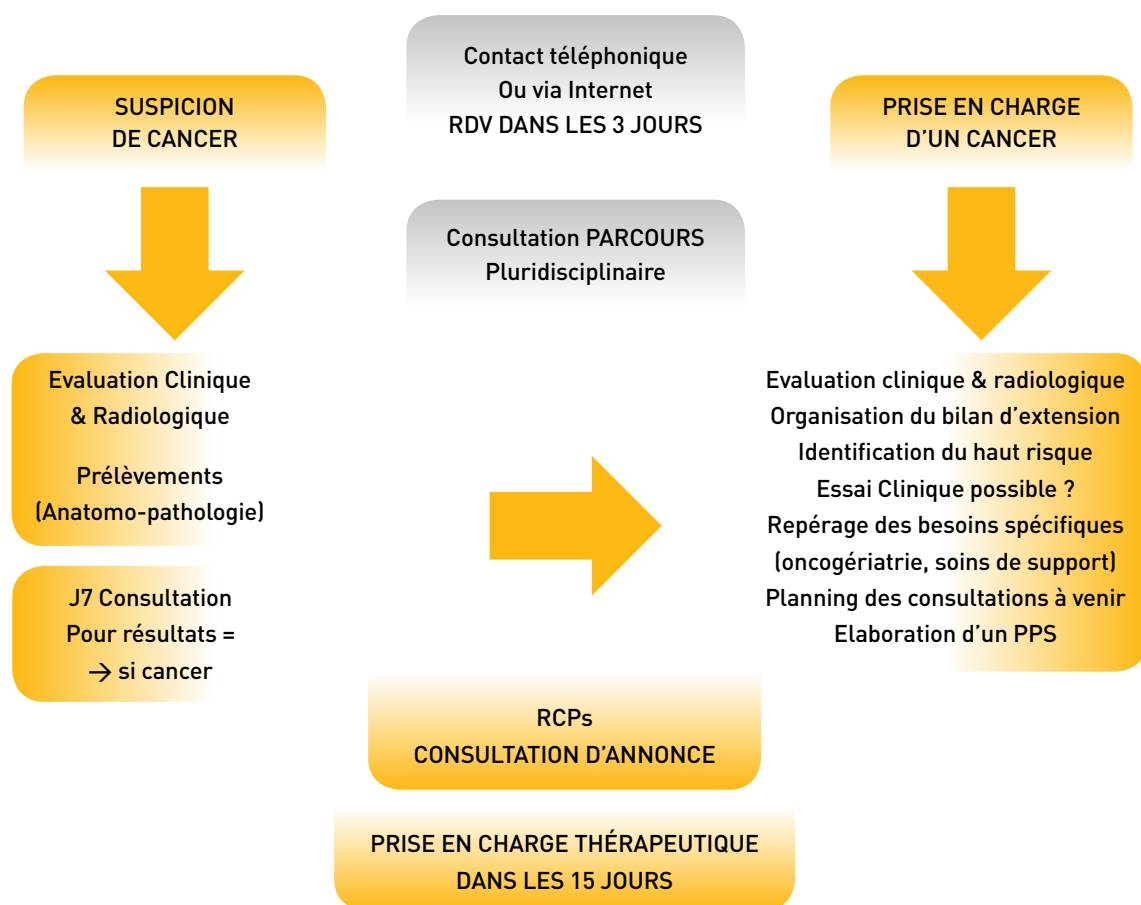 Contact téléphonique
Ou via Internet
RDV DANS LES 3 JOURS
SUSPICION
DE CANCER
PRISE EN CHARGE
D'UN CANCER
Consultation PARCOURS
Pluridisciplinaire
Evaluation Clinique
& Radiologique
Prélèvements
(Anatomo-pathologie)
J7 Consultation
Pour résultats =
→ si cancer
Evaluation clinique & radiologique
Organisation du bilan d'extension
Identification du haut risque
Essai Clinique possible ?
Repérage des besoins spécifiques
(oncogériatrie, soins de support)
Planning des consultations à venir
Elaboration d'un PPS
RCPs
CONSULTATION D'ANNONCE
PRISE EN CHARGE THÉRAPEUTIQUE
DANS LES 15 JOURS